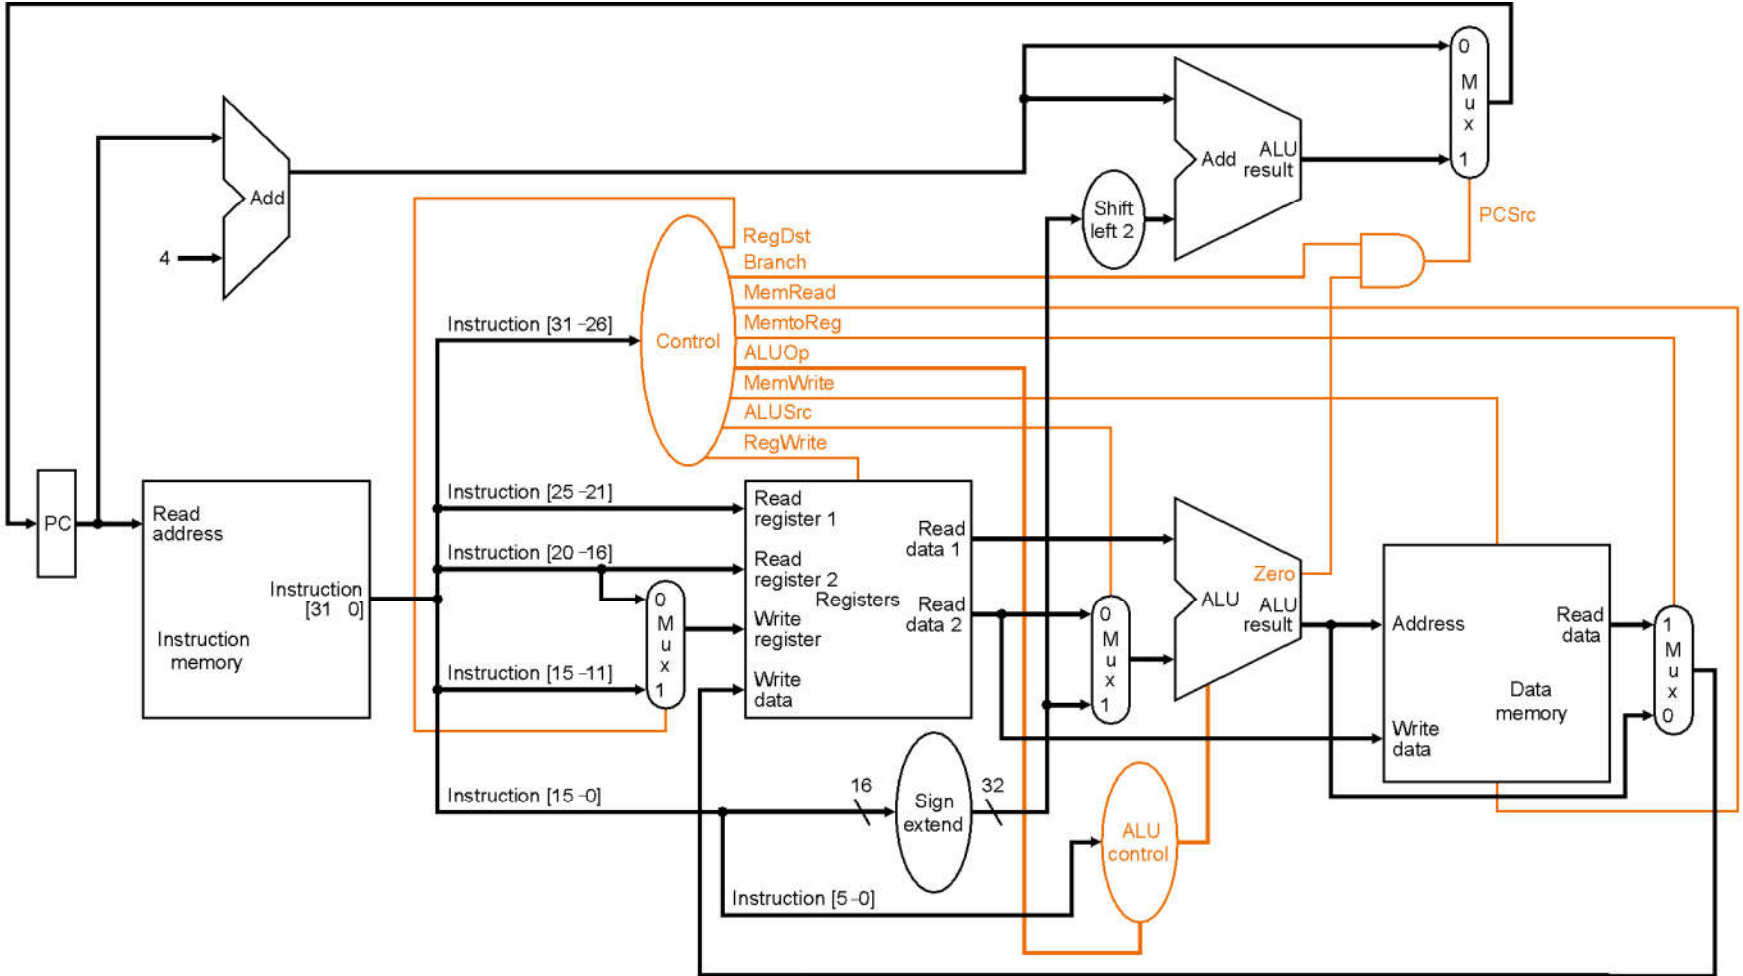 0
M
u
x
1
Add
ALU
result
Shift
left 2
PCSrc
Add
4
RegDst
Branch
MemRead
MemtoReg
ALUOp
MemWrite
ALUSrc
RegWrite
Control
Instruction [31-26]
Instruction [25-21]
Instruction [20-16]
Instruction [15-11]
Instruction [15-0]
Instruction [5-0]
PC
Read
address
Instruction
[31 0]
Instruction
memory
0
M
u
x
1
Read
register 1
Read
register 2
Registers
Write
register
Write
data
Read
data 1
Read
data 2
16
Sign
extend
32
0
M
u
x
1
Zero
ALU
ALU
result
ALU
control
Address
Read
data
Data
memory
Write
data
1
M
u
x
0